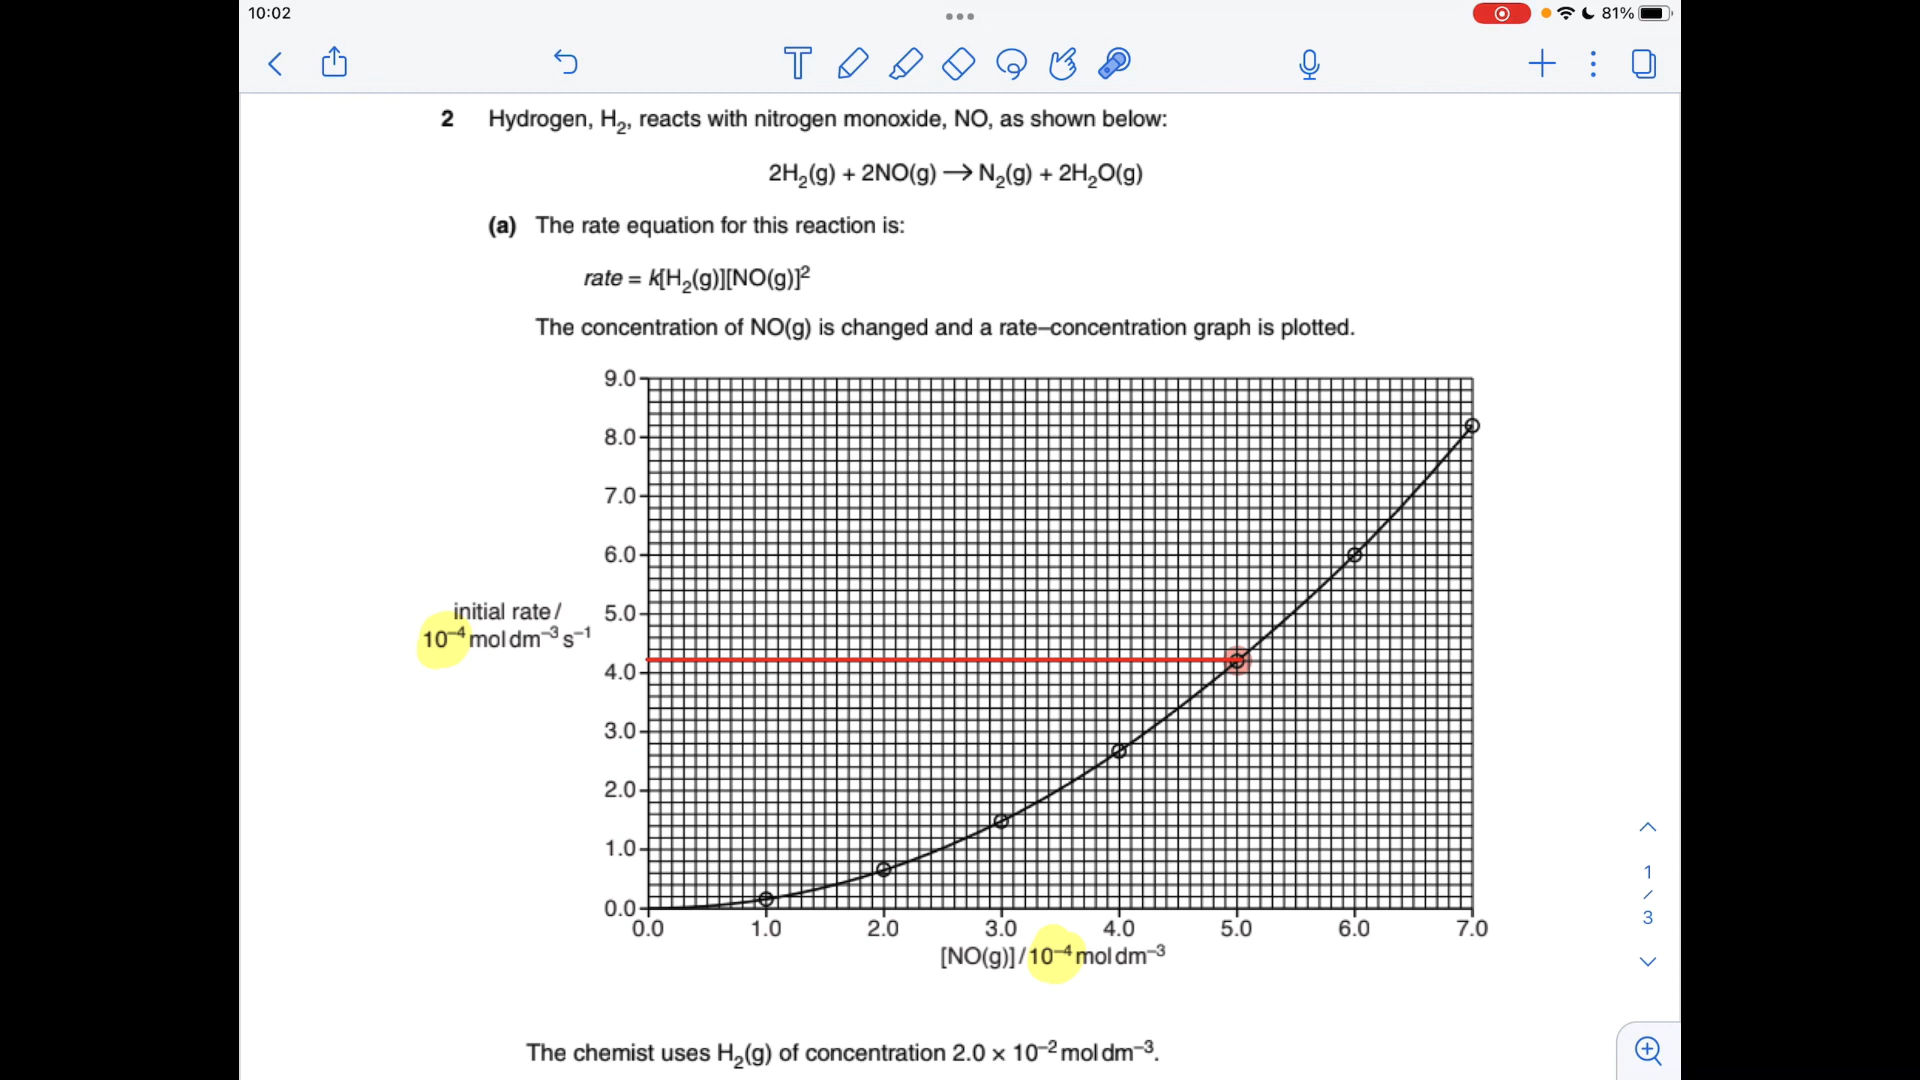 10:02
81%
2 Hydrogen, H₂, reacts with nitrogen monoxide, NO, as shown below:
2H₂(g) + 2NO(g) → N₂(g) + 2H₂O(g)
(a) The rate equation for this reaction is:
rate = k[H₂(g)][NO(g)]²
The concentration of NO(g) is changed and a rate–concentration graph is plotted.
9.0
8.0
7.0
6.0
5.0
4.0
3.0
2.0
1.0
0.0
initial rate /
10⁻⁴ mol dm⁻³ s⁻¹
0.0 1.0 2.0 3.0 4.0 5.0 6.0 7.0
[NO(g)] / 10⁻⁴ mol dm⁻³
1
/
3
The chemist uses H₂(g) of concentration 2.0 × 10⁻² mol dm⁻³.